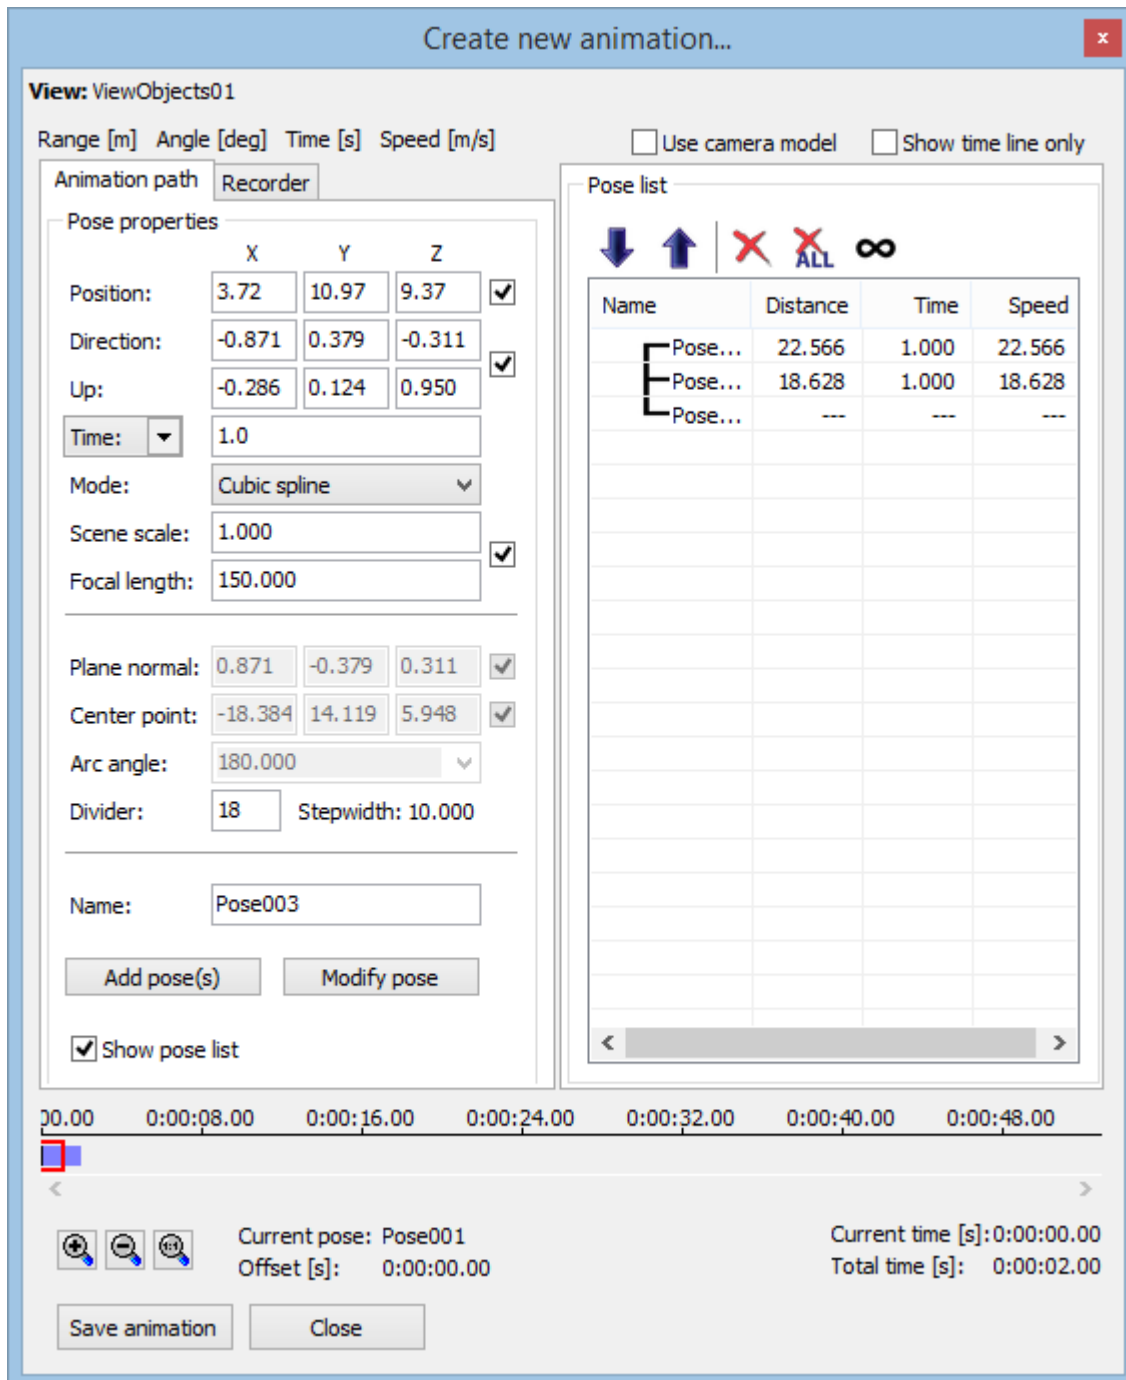 Create new animation...
x
View: ViewObjects01
Range [m] Angle [deg] Time [s] Speed [m/s]
Use camera model
Show time line only
Animation path
Recorder
Pose properties
X Y Z
Position: 3.72 10.97 9.37
Direction: -0.871 0.379 -0.311
Up: -0.286 0.124 0.950
Time: 1.0
Mode: Cubic spline
Scene scale: 1.000
Focal length: 150.000
Plane normal: 0.871 -0.379 0.311
Center point: -18.384 14.119 5.948
Arc angle: 180.000
Divider: 18 Stepwidth: 10.000
Name: Pose003
Add pose(s)
Modify pose
Show pose list
Pose list
ALL
Name Distance Time Speed
Pose... 22.566 1.000 22.566
Pose... 18.628 1.000 18.628
Pose... --- --- ---
00.00 0:00:08.00 0:00:16.00 0:00:24.00 0:00:32.00 0:00:40.00 0:00:48.00
1:1
Current pose: Pose001
Offset [s]: 0:00:00.00
Current time [s]: 0:00:00.00
Total time [s]: 0:00:02.00
Save animation
Close